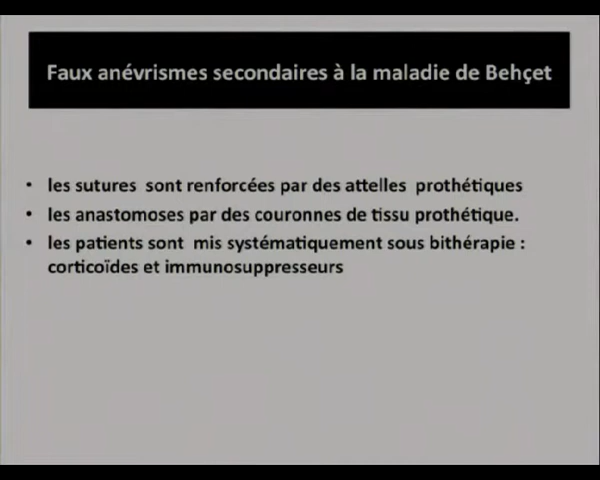 Faux anévrismes secondaires à la maladie de Behçet
• les sutures sont renforcées par des attelles prothétiques
• les anastomoses par des couronnes de tissu prothétique.
• les patients sont mis systématiquement sous bithérapie :
corticoïdes et immunosuppresseurs